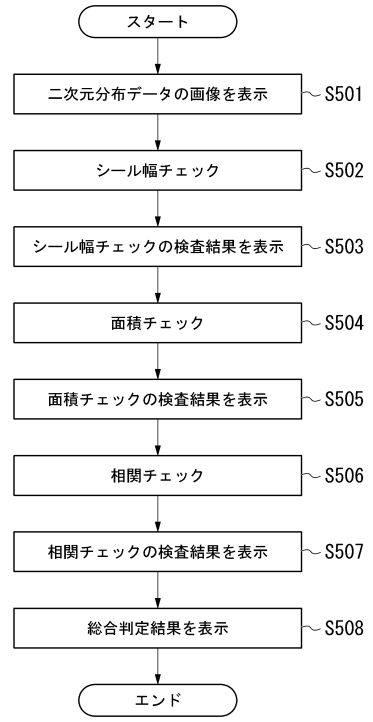 スタート
二次元分布データの画像を表示 S501
シール幅チェック S502
シール幅チェックの検査結果を表示 S503
面積チェック S504
面積チェックの検査結果を表示 S505
相関チェック S506
相関チェックの検査結果を表示 S507
総合判定結果を表示 S508
エンド